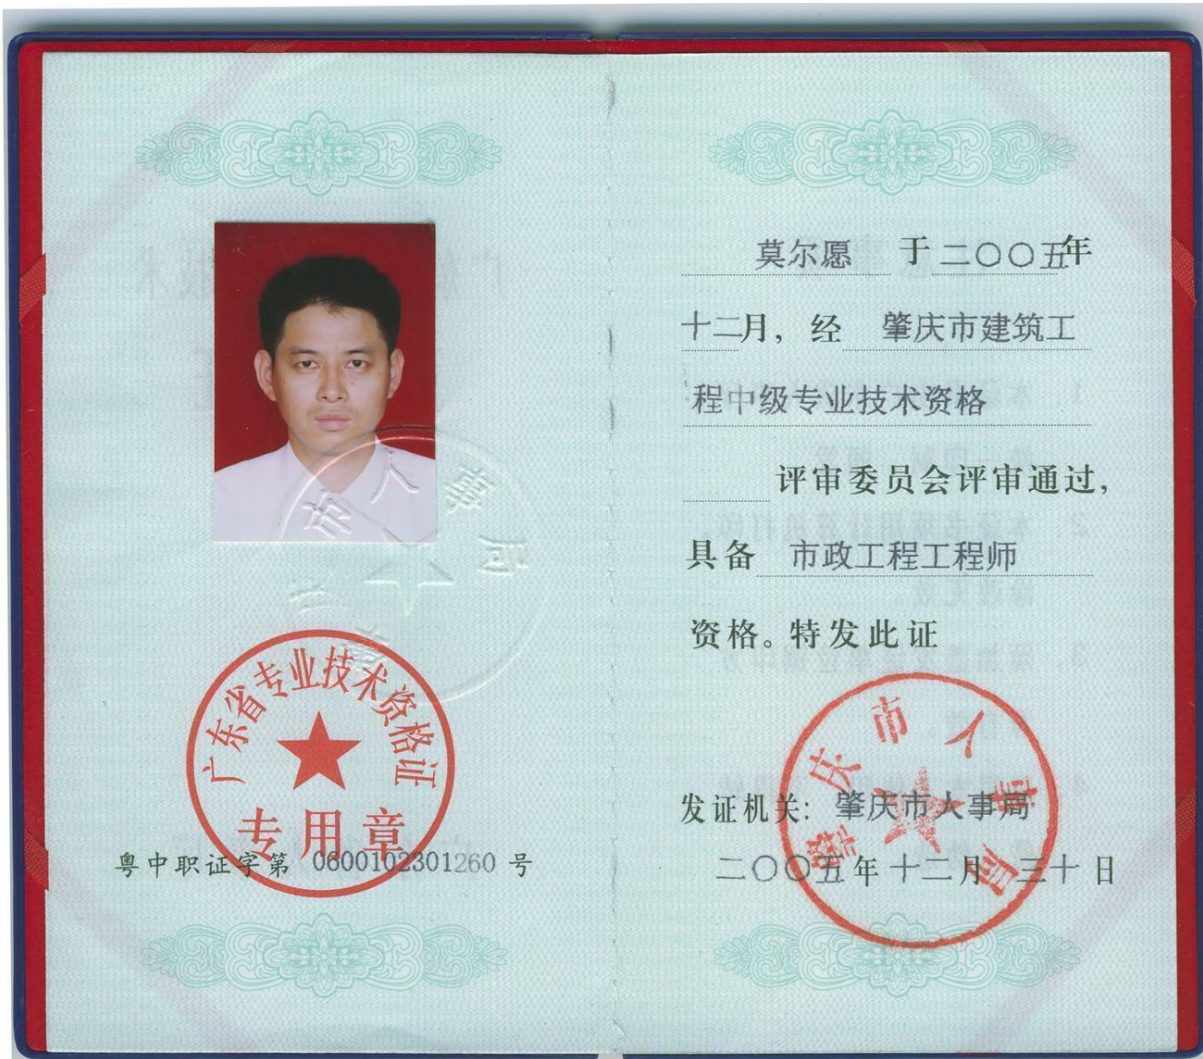 广东省专业技术资格证
专用章
粤中职证字第 0600102301260 号
莫尔愿 于二〇〇五年
十二月，经 肇庆市建筑工
程中级专业技术资格
评审委员会评审通过，
具备 市政工程工程师
资格。特发此证
肇庆市人事局
发证机关：肇庆市人事局
二〇〇五年十二月三十日